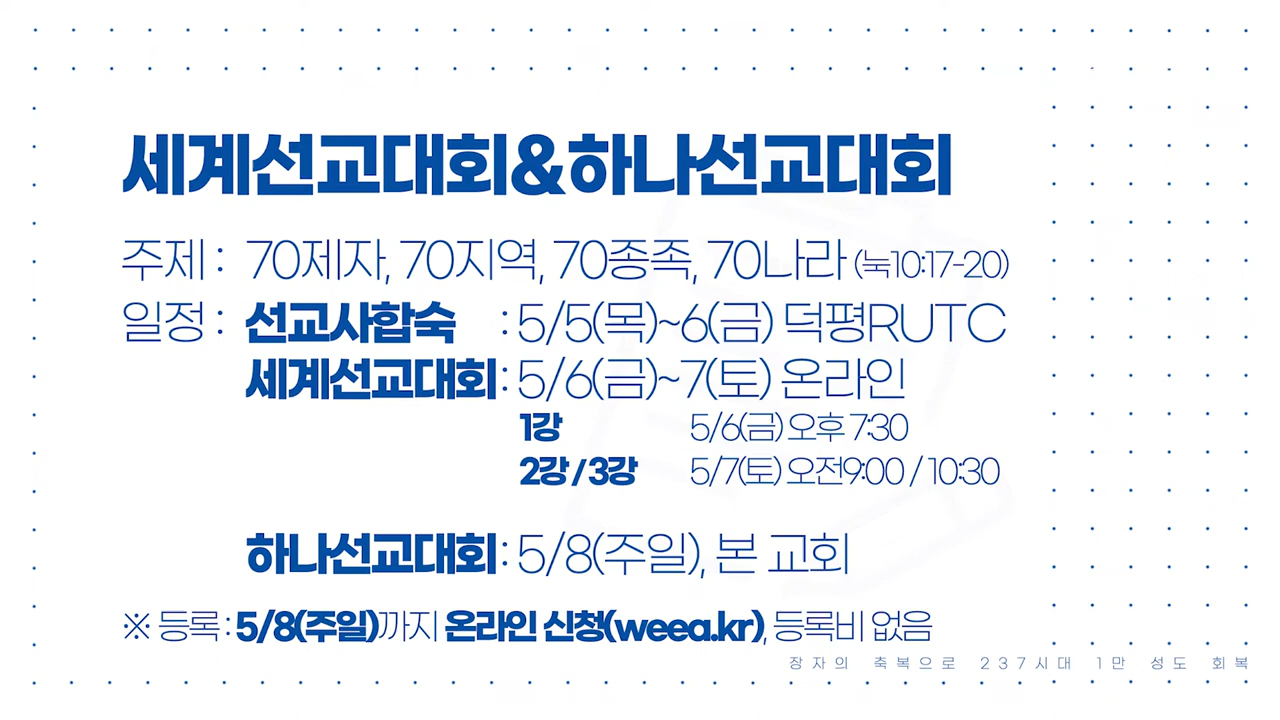 세계선교대회&하나선교대회
주제 : 70제자, 70지역, 70종족, 70나라 (눅10:17-20)
일정 : 선교사합숙 : 5/5(목)~6(금) 덕평RUTC
세계선교대회 : 5/6(금)~7(토) 온라인
1강 5/6(금) 오후 7:30
2강 / 3강 5/7(토) 오전9:00 / 10:30
하나선교대회 : 5/8(주일), 본 교회
※ 등록 : 5/8(주일)까지 온라인 신청(weea.kr), 등록비 없음
장자의 축복으로 237시대 1만 성도 회복